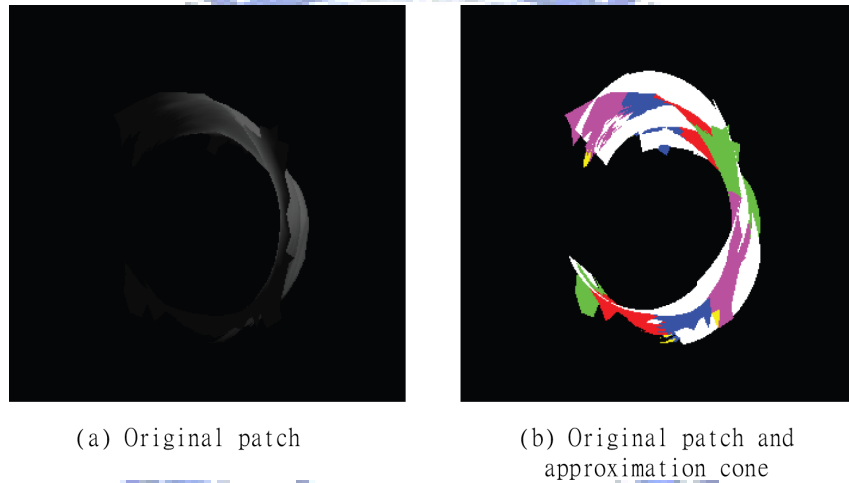 (a) Original patch
(b) Original patch and
approximation cone